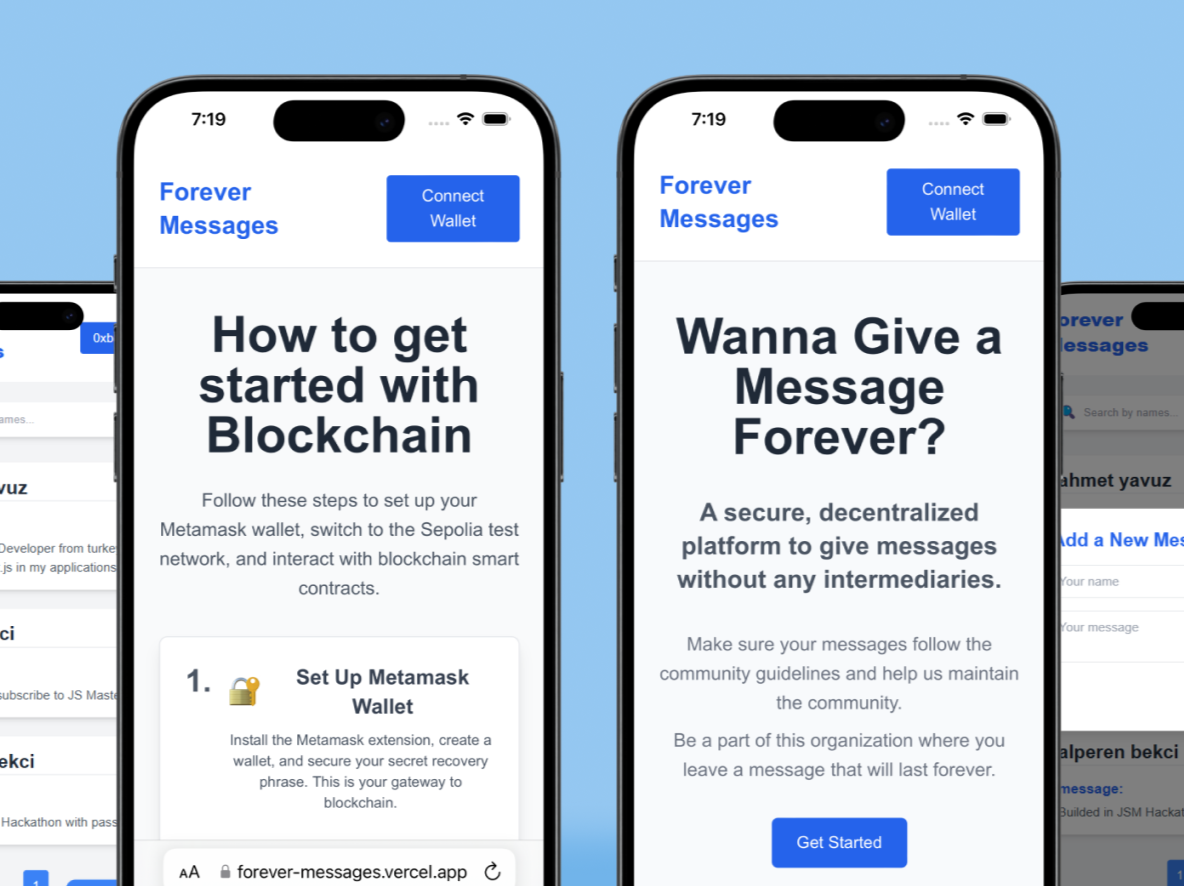 7:19
Forever
Messages
Connect
Wallet
How to get
started with
Blockchain
Follow these steps to set up your
Metamask wallet, switch to the Sepolia test
network, and interact with blockchain smart
contracts.
1.
Set Up Metamask
Wallet
Install the Metamask extension, create a
wallet, and secure your secret recovery
phrase. This is your gateway to
blockchain.
AA forever-messages.vercel.app
7:19
Forever
Messages
Connect
Wallet
Wanna Give a
Message
Forever?
A secure, decentralized
platform to give messages
without any intermediaries.
Make sure your messages follow the
community guidelines and help us maintain
the community.
Be a part of this organization where you
leave a message that will last forever.
Get Started
0xb
s
ames...
vuz
Developer from turke
.js in my applications
ci
subscribe to JS Maste
ekci
Hackathon with pass
1
orever
lessages
Search by names...
ahmet yavuz
Add a New Mes
Your name
Your message
alperen bekci
message:
Builded in JSM Hackat
1